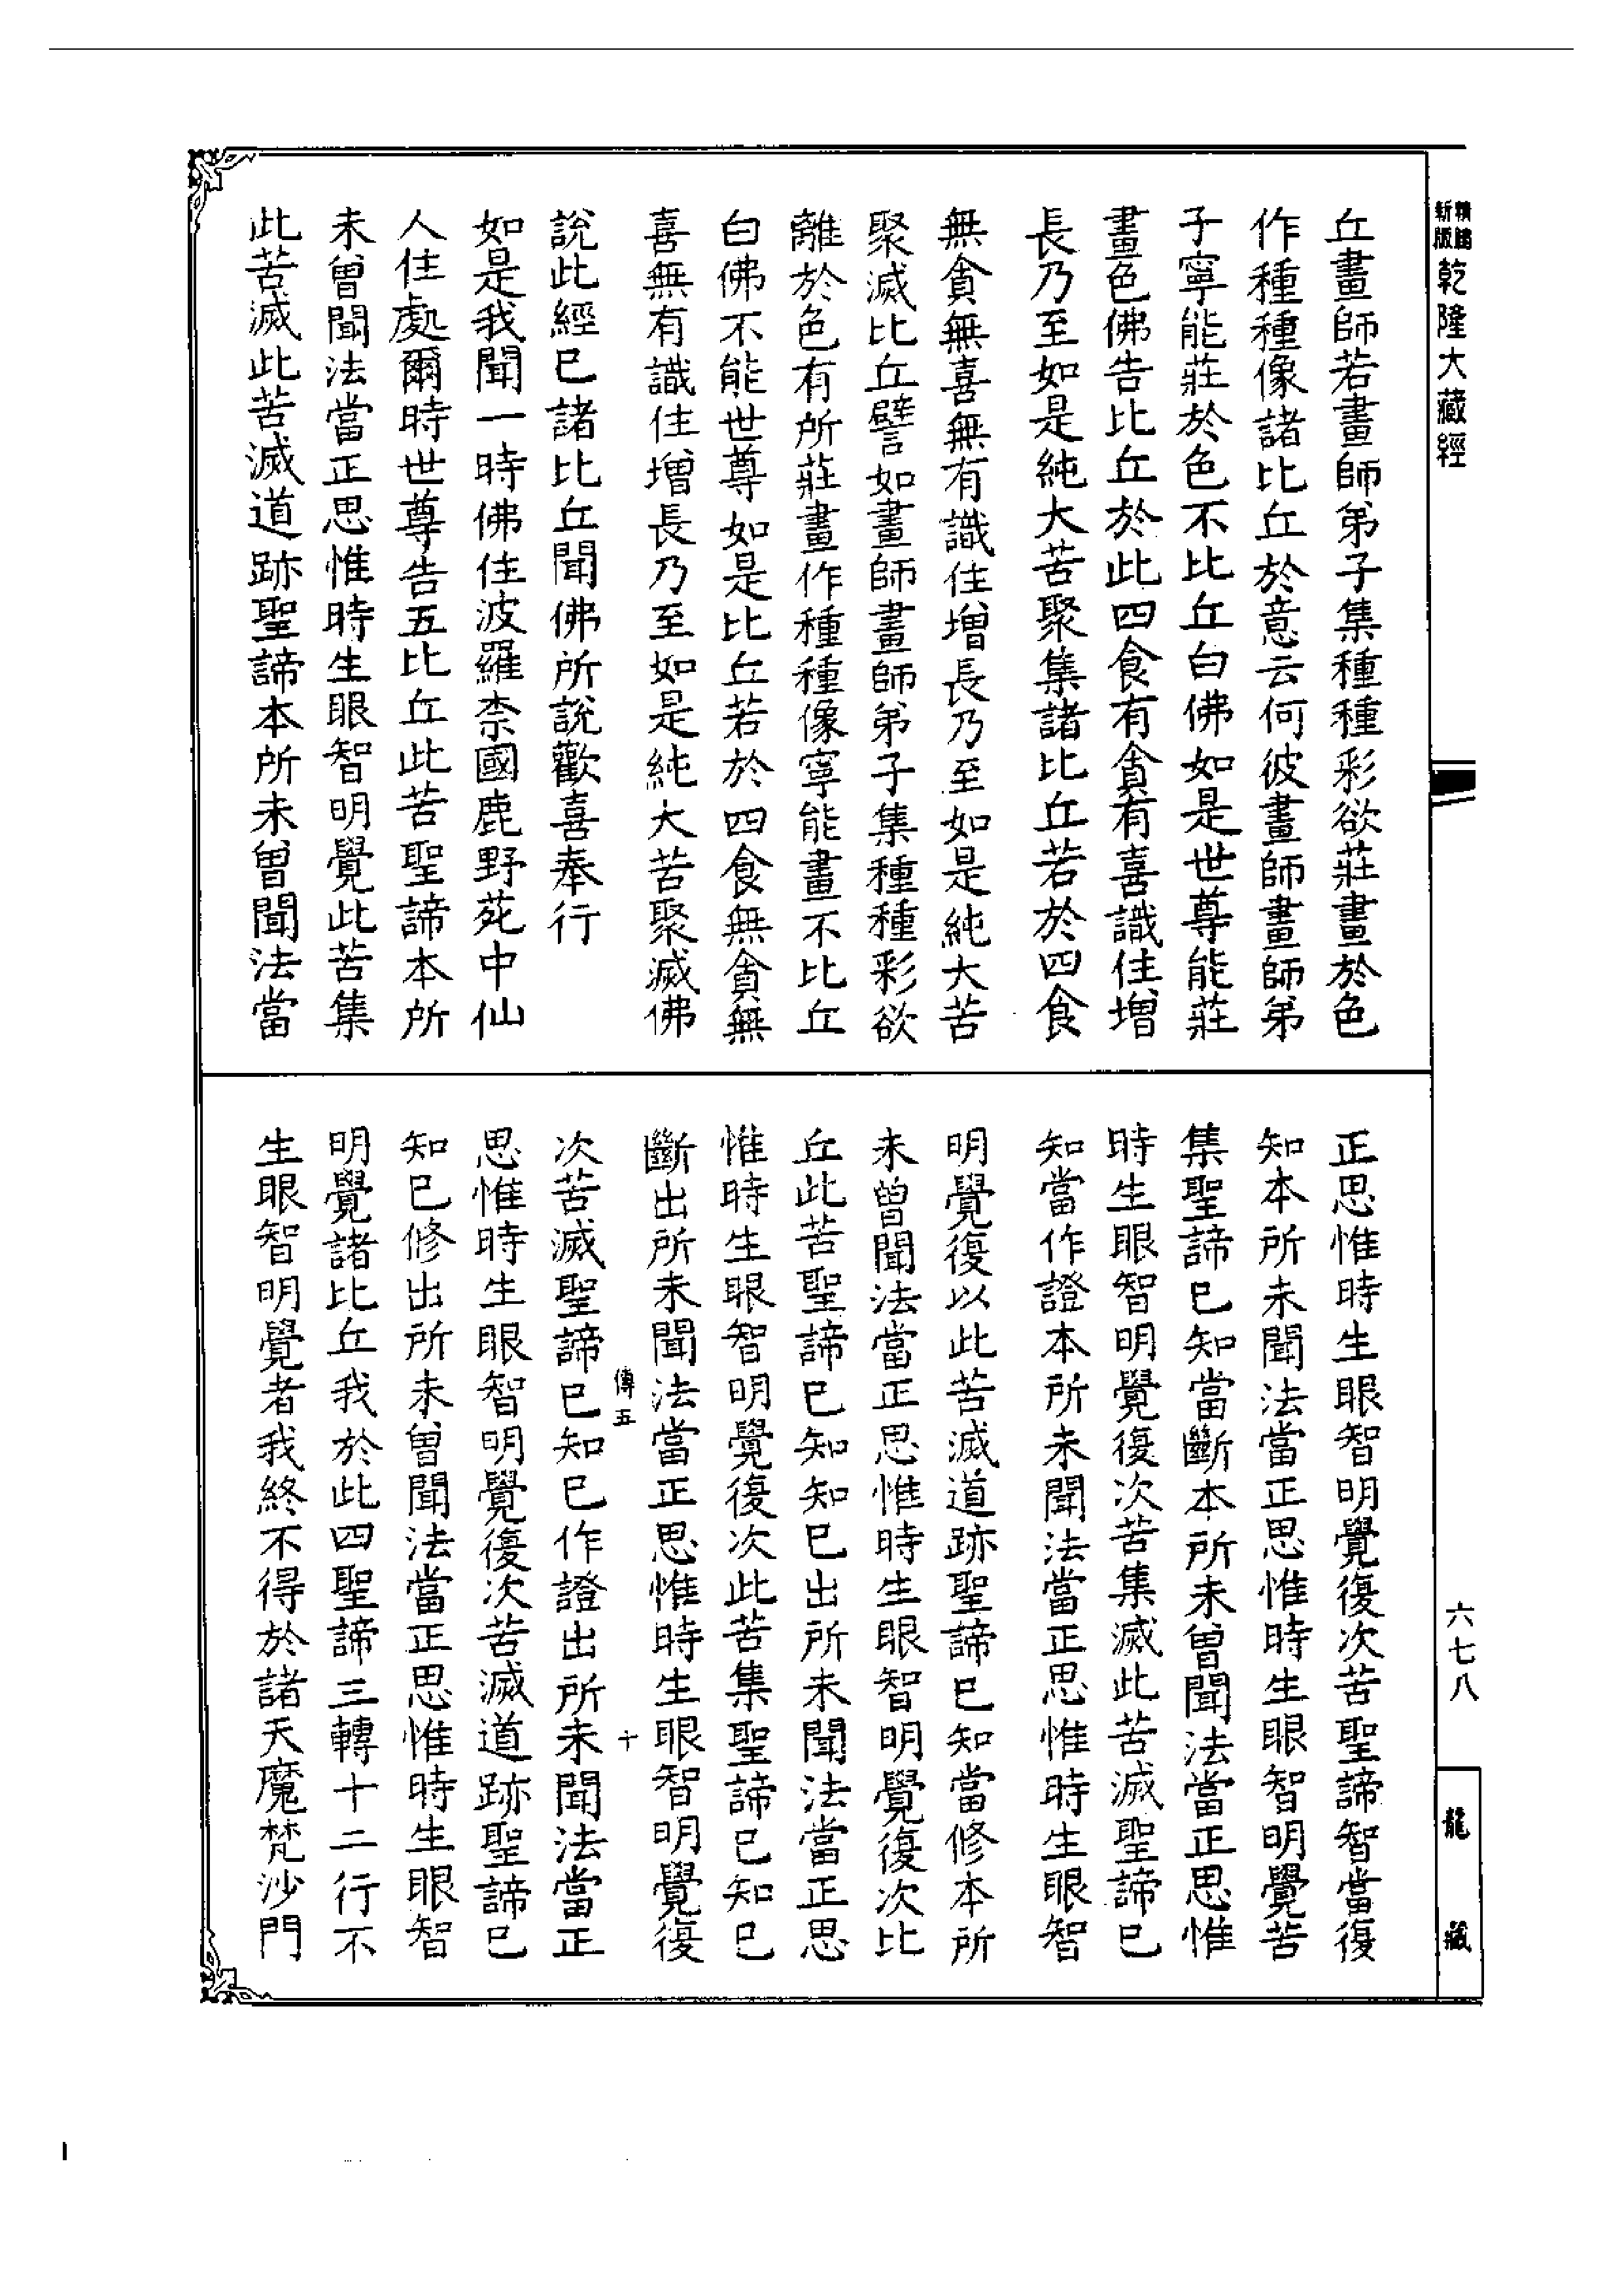 新版
精縮
乾隆大藏經
丘畫師若畫師弟子集種種彩欲莊畫於色
作種種像諸比丘於意云何彼畫師畫師弟
子寧能莊於色不比丘白佛如是世尊能莊
畫色佛告比丘於此四食有貪有喜識住增
長乃至如是純大苦聚集諸比丘若於四食
無貪無喜無有識住增長乃至如是純大苦
聚滅比丘譬如畫師畫師弟子集種種彩欲
離於色有所莊畫作種種像寧能畫不比丘
白佛不能世尊如是比丘若於四食無貪無
喜無有識住增長乃至如是純大苦聚滅佛
說此經已諸比丘聞佛所說歡喜奉行
如是我聞一時佛住波羅柰國鹿野苑中仙
人住處爾時世尊告五比丘此苦聖諦本所
未曾聞法當正思惟時生眼智明覺此苦集
此苦滅此苦滅道跡聖諦本所未曾聞法當
正思惟時生眼智明覺復次苦聖諦智當復
知本所未聞法當正思惟時生眼智明覺苦
集聖諦已知當斷本所未曾聞法當正思惟
時生眼智明覺復次苦集滅此苦滅聖諦已
知當作證本所未聞法當正思惟時生眼智
明覺復以此苦滅道跡聖諦已知當修本所
未曾聞法當正思惟時生眼智明覺復次比
丘此苦聖諦已知知已出所未聞法當正思
惟時生眼智明覺復次此苦集聖諦已知已
斷出所未聞法當正思惟時生眼智明覺復
傳五
十
次苦滅聖諦已知已作證出所未聞法當正
思惟時生眼智明覺復次苦滅道跡聖諦已
知已修出所未曾聞法當正思惟時生眼智
明覺諸比丘我於此四聖諦三轉十二行不
生眼智明覺者我終不得於諸天魔梵沙門
六七八
龍藏